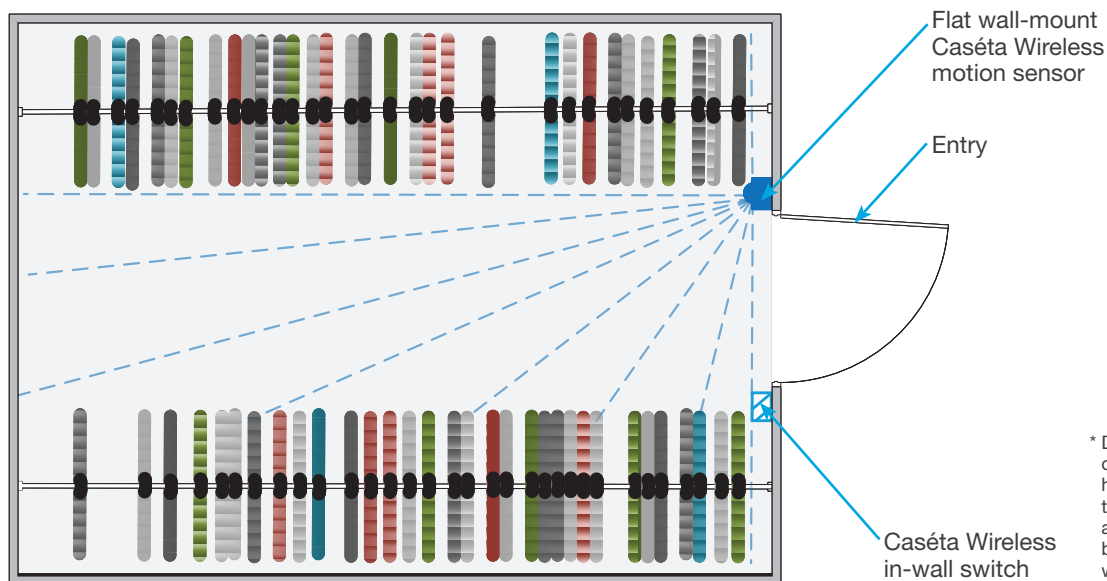 Flat wall-mount
Caséta Wireless
motion sensor
Entry
Caséta Wireless
in-wall switch
*